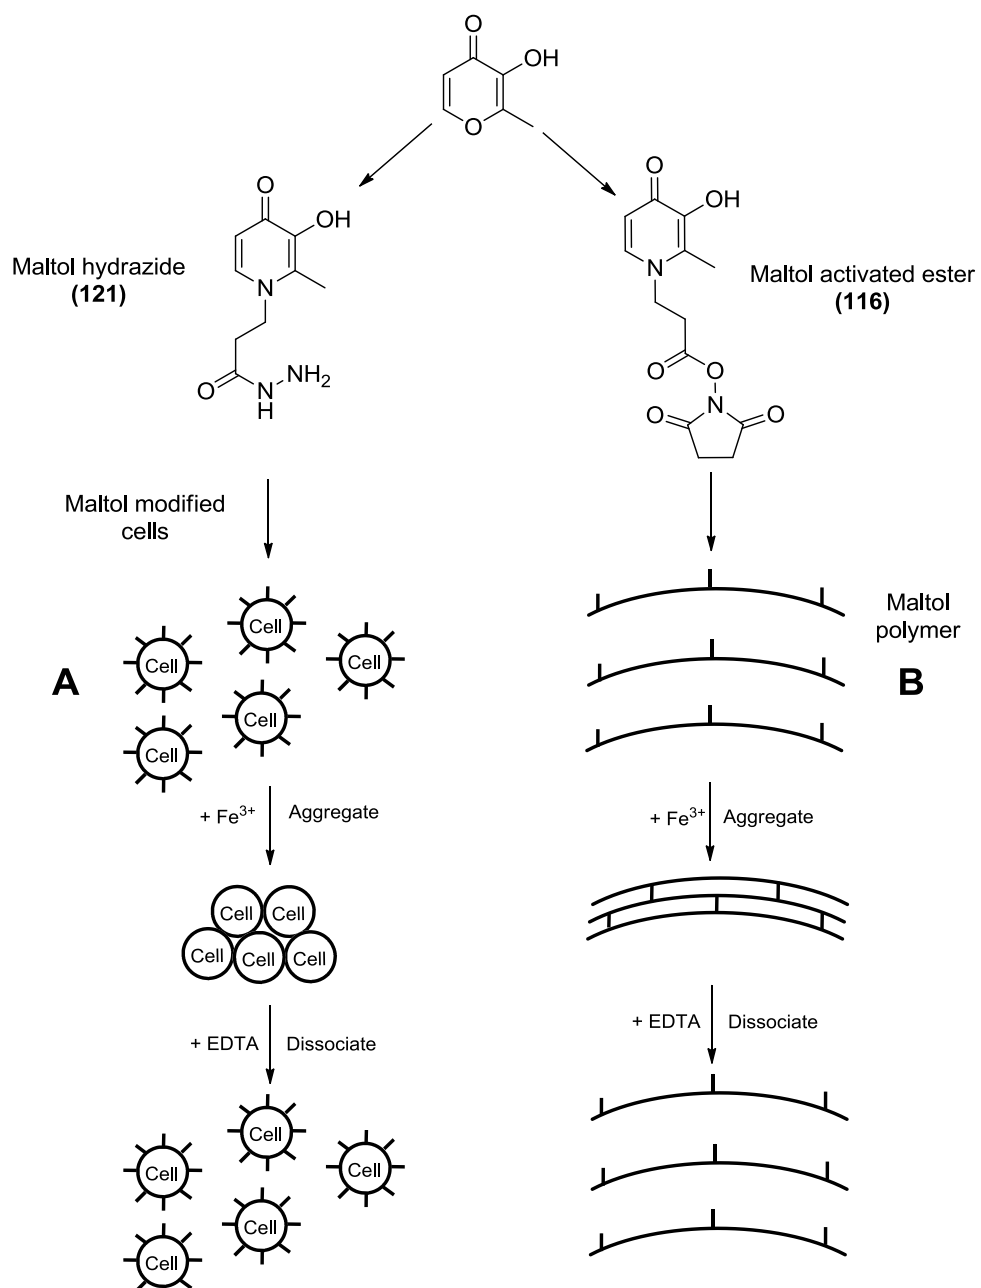 O
OH
O
O
OH
N
O
N
H
NH2
Maltol hydrazide
(121)
O
OH
N
O
O
N
O
O
Maltol activated ester
(116)
Maltol modified
cells
Maltol
polymer
A
B
Cell
Cell
Cell
Cell
Cell
+ Fe3+
Aggregate
+ Fe3+
Aggregate
Cell
Cell
Cell
Cell
Cell
+ EDTA
Dissociate
+ EDTA
Dissociate
Cell
Cell
Cell
Cell
Cell